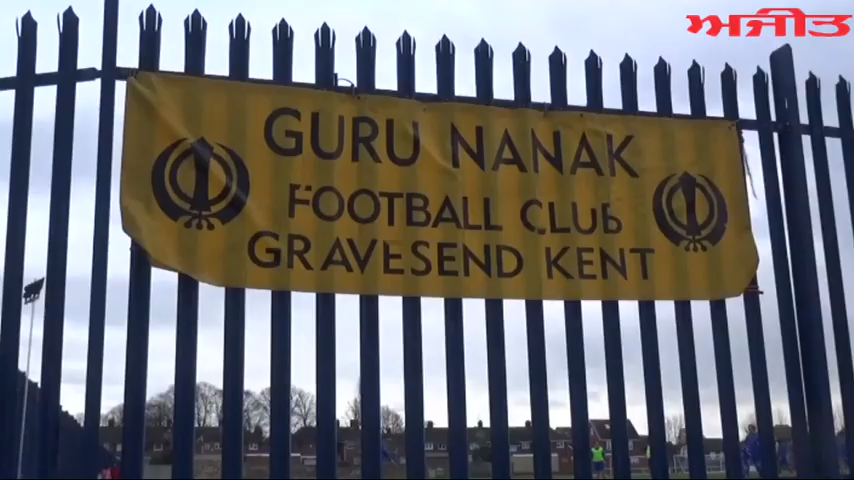 ਅਜੀਤ
GURU NANAK
FOOTBALL CLUB
GRAVESEND KENT